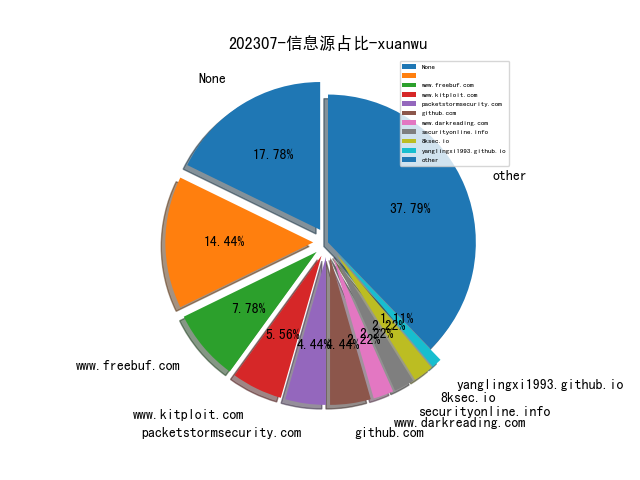 202307-信息源占比-xuanwu
None
www.freebuf.com
www.kitploit.com
packetstormsecurity.com
github.com
www.darkreading.com
securityonline.info
8ksec.io
yanglingxi1993.github.io
other
None
17.78%
other
37.79%
14.44%
7.78%
1.11%
2.22%
2.22%
2.22%
5.56%
4.44%
4.44%
www.freebuf.com
yanglingxi1993.github.io
8ksec.io
www.kitploit.com
securityonline.info
www.darkreading.com
packetstormsecurity.com
github.com